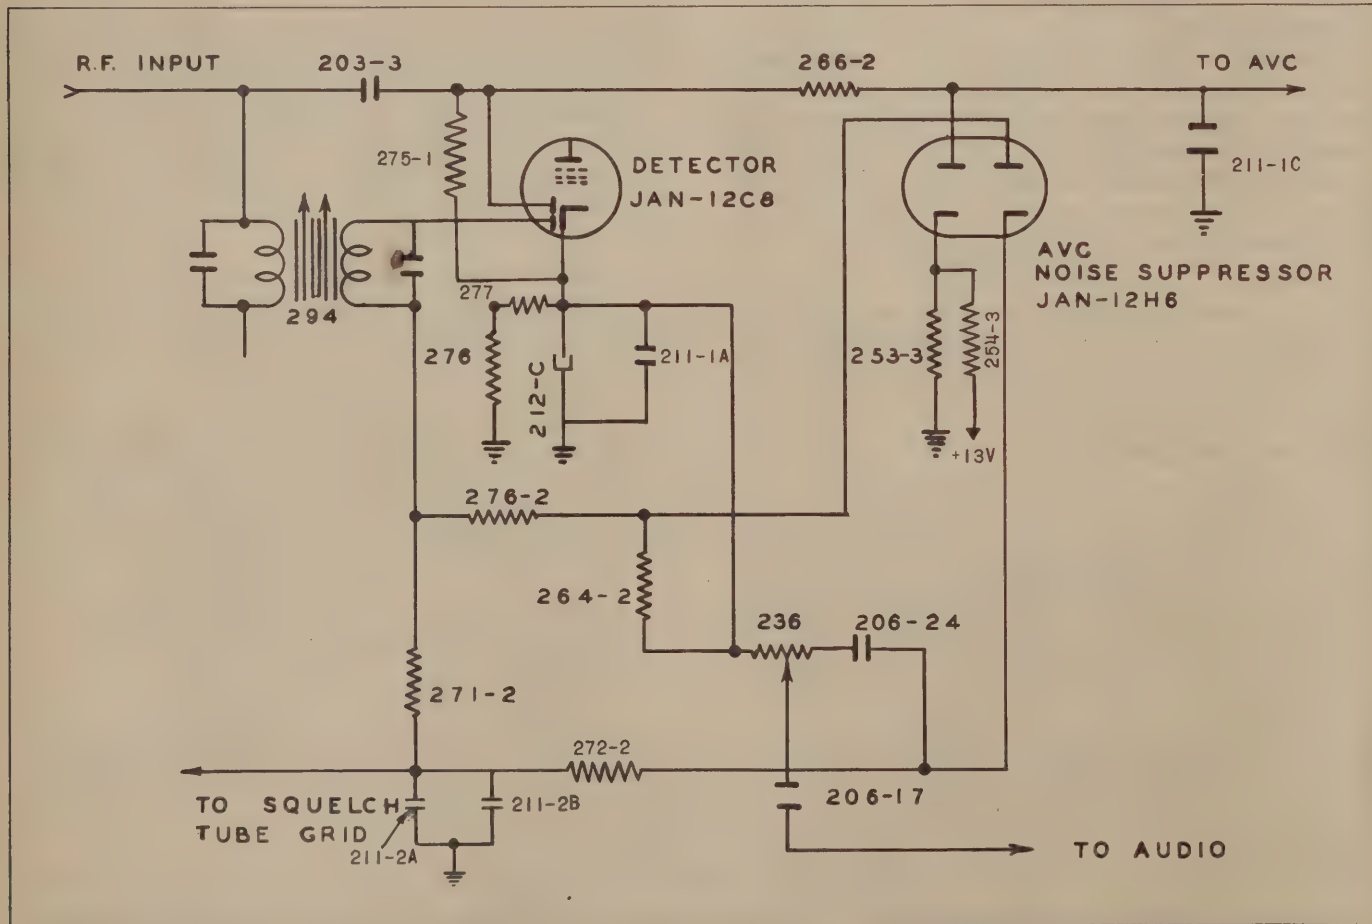 R.F. INPUT
203-3
266-2
TO AVC
275-1
DETECTOR
JAN-12C8
211-1C
AVC
NOISE SUPPRESSOR
JAN-12H6
294
277
276
212-C
211-1A
253-3
254-3
+13V
276-2
264-2
236
206-24
271-2
272-2
TO SQUELCH
TUBE GRID
211-2A
211-2B
206-17
TO AUDIO